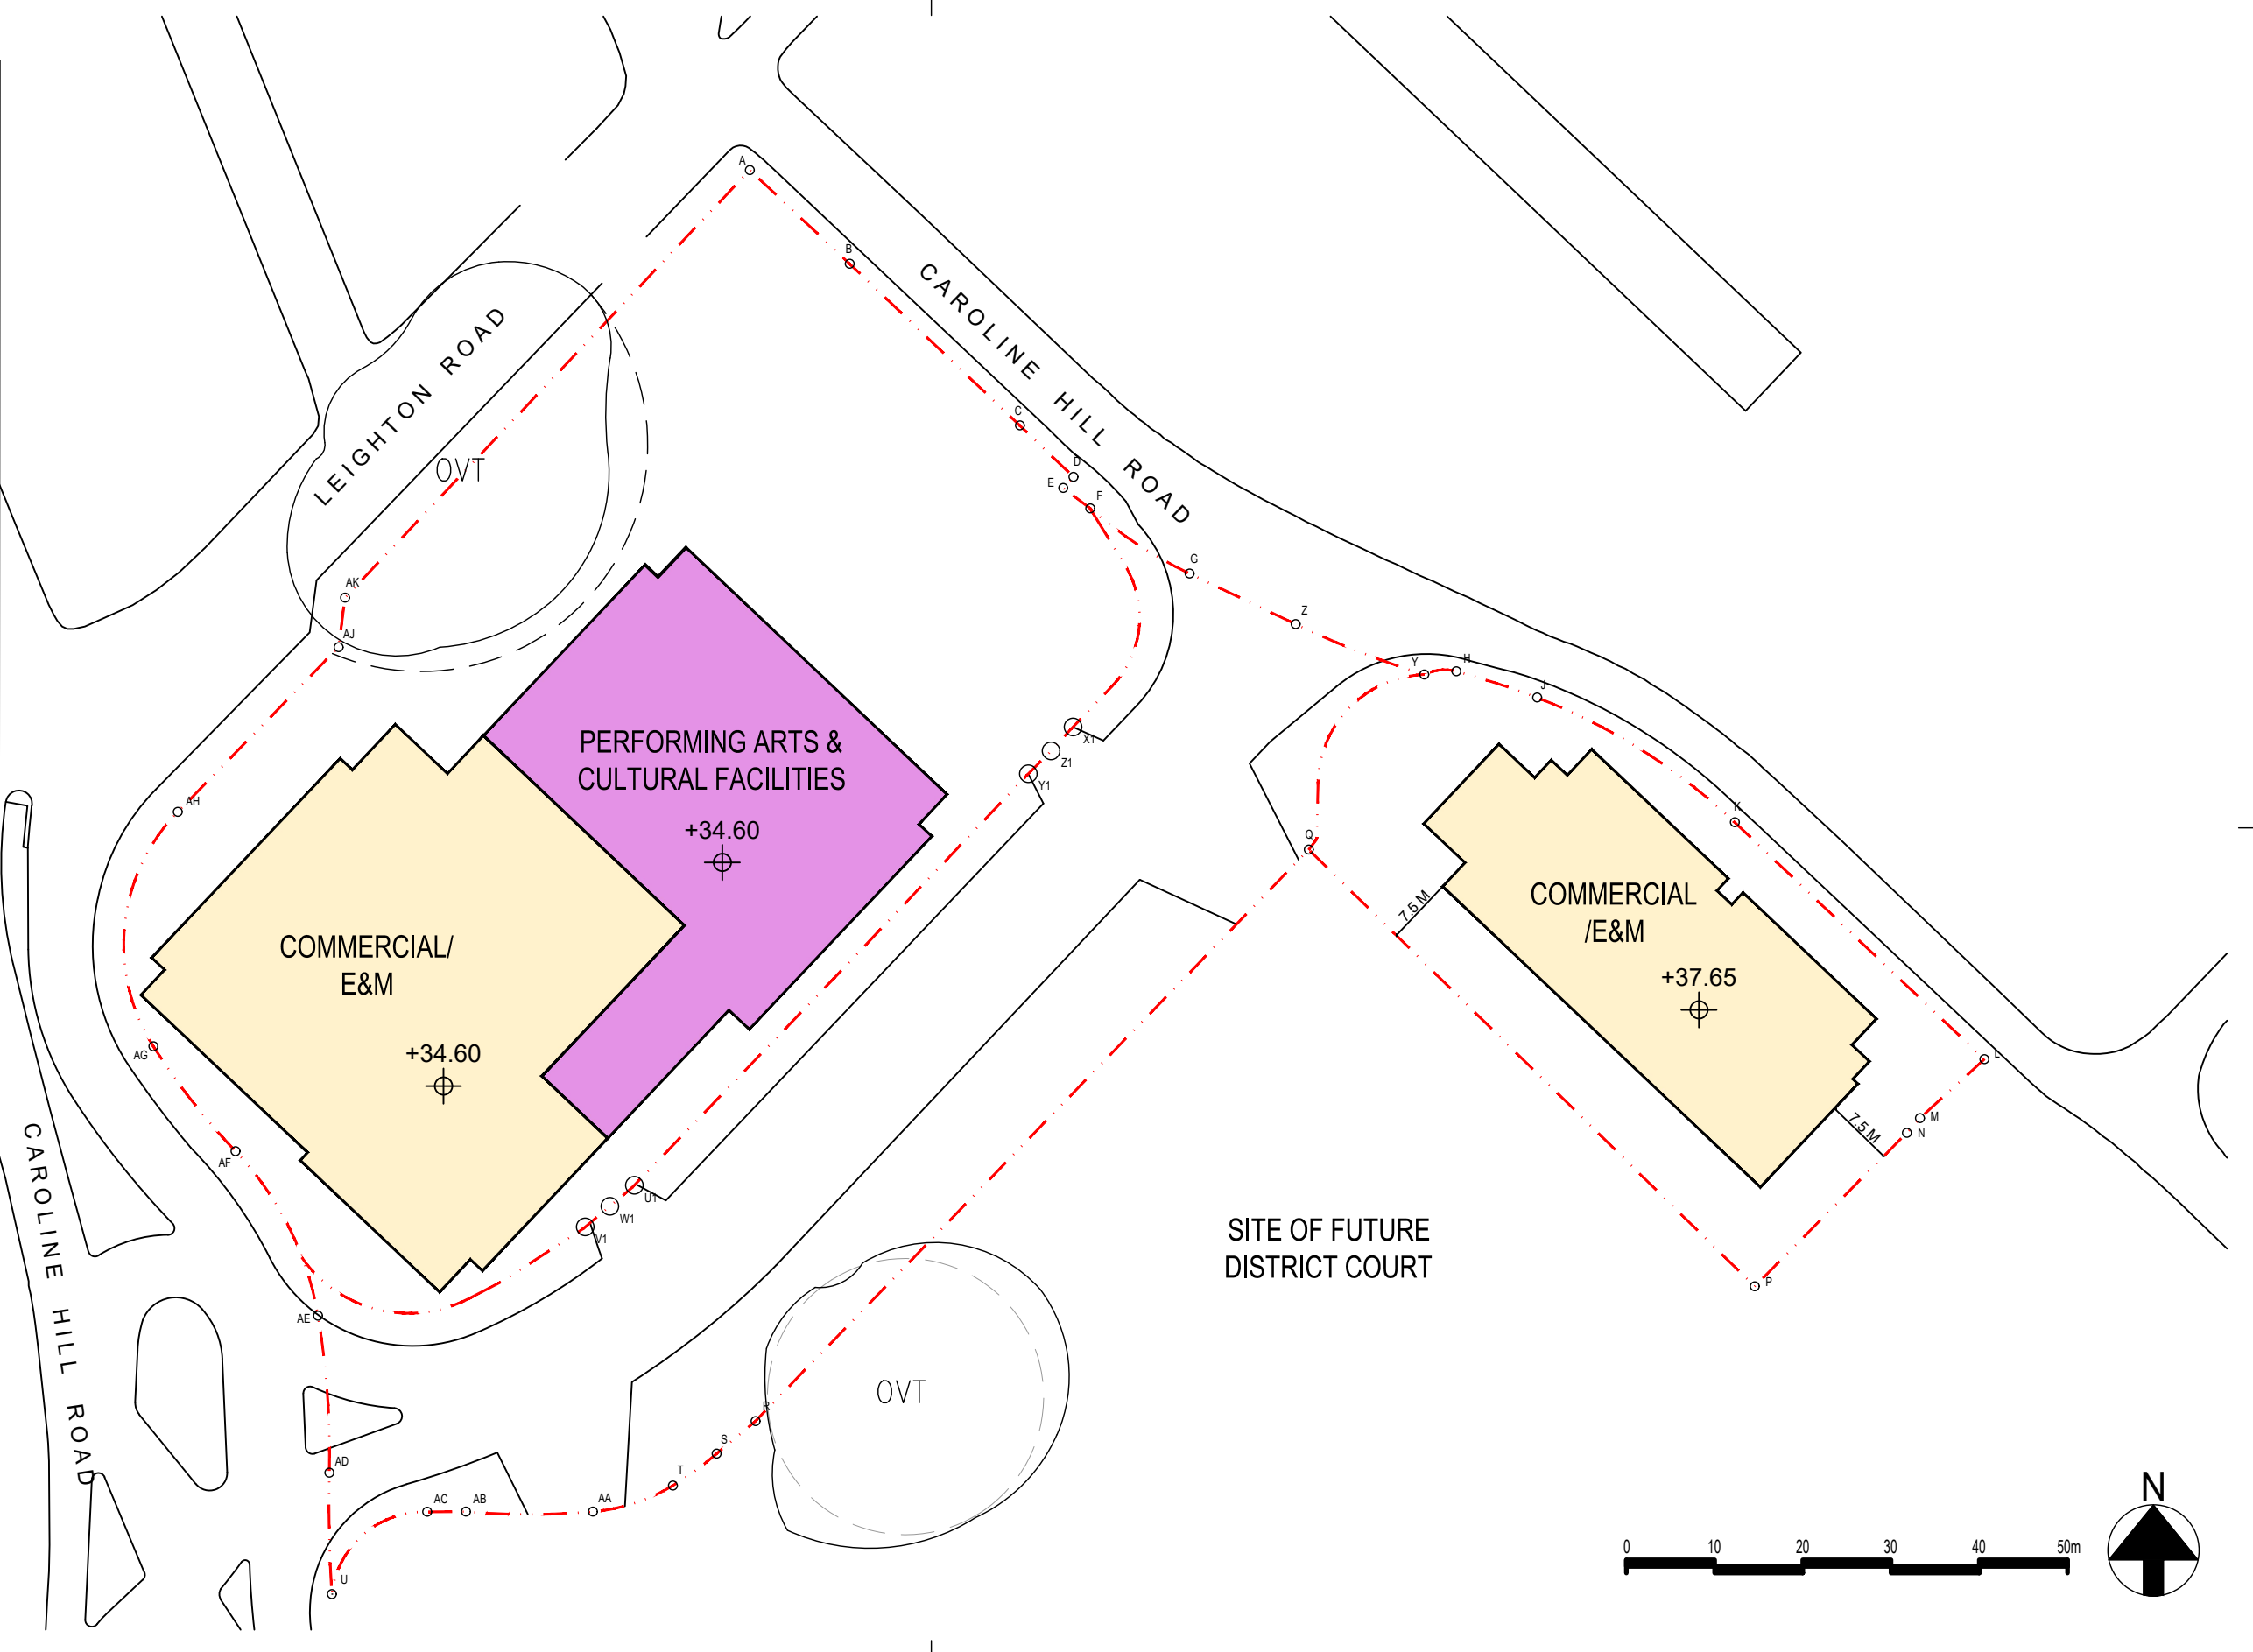 A
B
CAROLINE HILL ROAD
LEIGHTON ROAD
C
OVT
D
E
F
G
AK
Z
AJ
Y
H
J
X1
Z1
Y1
PERFORMING ARTS &
CULTURAL FACILITIES
+34.60
AH
K
Q
7.5 M
COMMERCIAL
/E&M
+37.65
COMMERCIAL/
E&M
+34.60
AG
L
M
N
7.5 M
AF
CAROLINE HILL ROAD
U1
W1
V1
SITE OF FUTURE
DISTRICT COURT
P
AE
OVT
R
S
T
AD
AC
AB
AA
U
N
0 10 20 30 40 50m